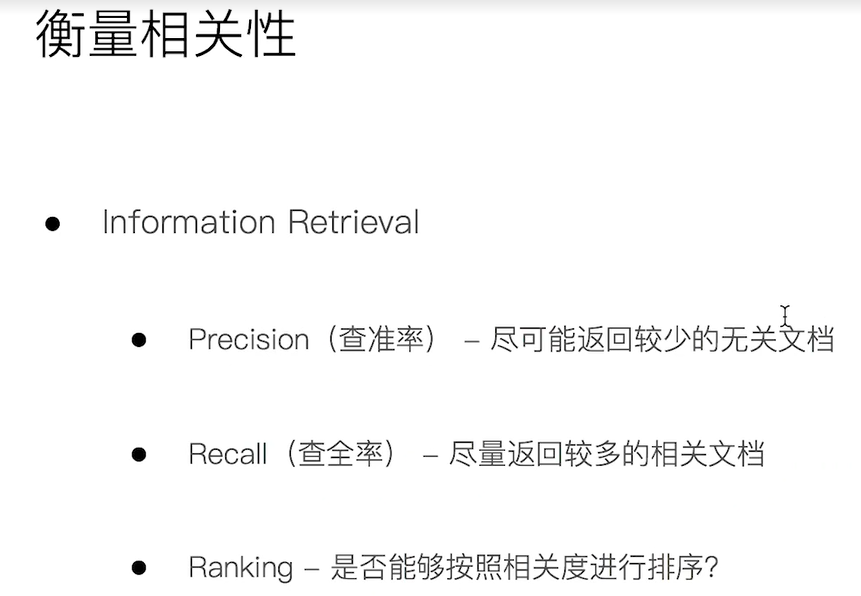 衡量相关性
Information Retrieval
Precision（查准率） – 尽可能返回较少的无关文档
Recall（查全率） – 尽量返回较多的相关文档
Ranking – 是否能够按照相关度进行排序？